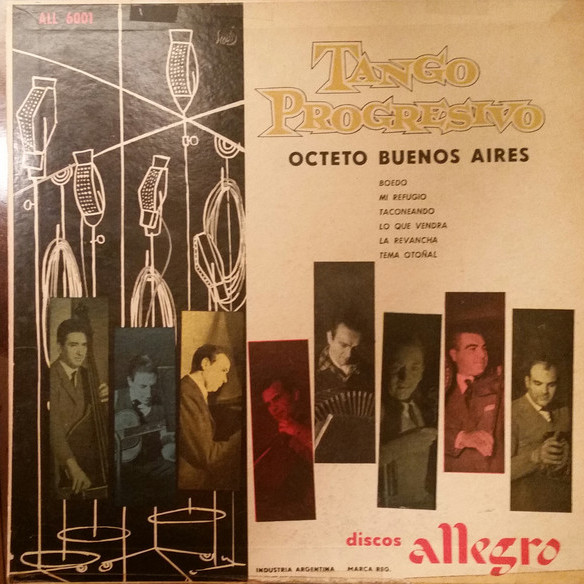 ALL 6001
TANGO
PROGRESIVO
OCTETO BUENOS AIRES
BOEDO
MI REFUGIO
TACONEANDO
LO QUE VENDRA
LA REVANCHA
TEMA OTOÑAL
discos allegro
INDUSTRIA ARGENTINA MARCA REG.